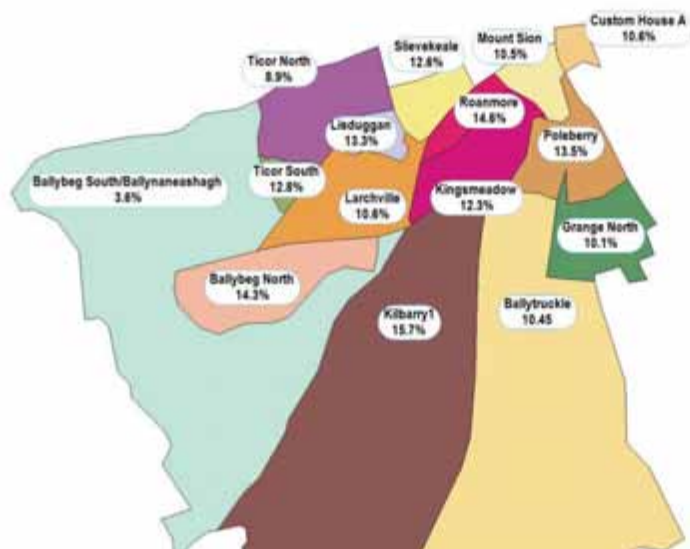 Custom House A
10.6%
Mount Sion
10.5%
Slievekeale
12.6%
Ticor North
8.9%
Roanmore
14.6%
Lisduggan
13.3%
Poleberry
13.5%
Ticor South
12.8%
Ballybeg South/Ballynaneashagh
3.6%
Larchville
10.6%
Kingsmeadow
12.3%
Grange North
10.1%
Ballybeg North
14.3%
Kilbarry1
15.7%
Ballytruckle
10.45